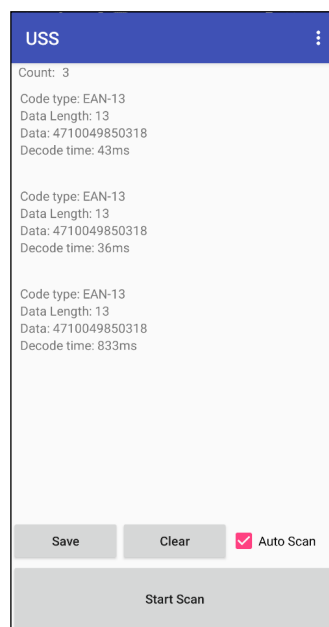 USS
Count: 3
Code type: EAN-13
Data Length: 13
Data: 4710049850318
Decode time: 43ms
Code type: EAN-13
Data Length: 13
Data: 4710049850318
Decode time: 36ms
Code type: EAN-13
Data Length: 13
Data: 4710049850318
Decode time: 833ms
Save
Clear
Auto Scan
Start Scan